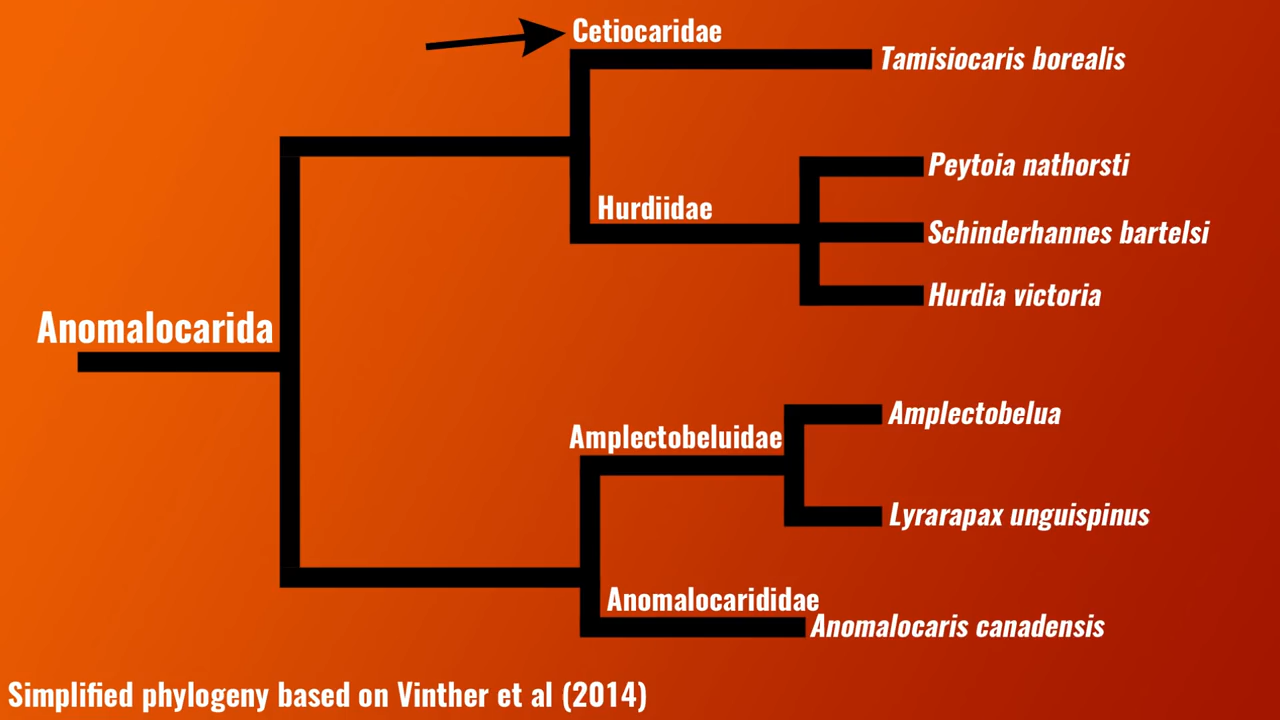 Cetiocaridae
Tamisiocaris borealis
Peytoia nathorsti
Hurdiidae
Schinderhannes bartelsi
Hurdia victoria
Anomalocarida
Amplectobelua
Amplectobeluidae
Lyrarapax unguispinus
Anomalocarididae
Anomalocaris canadensis
Simplified phylogeny based on Vinther et al (2014)